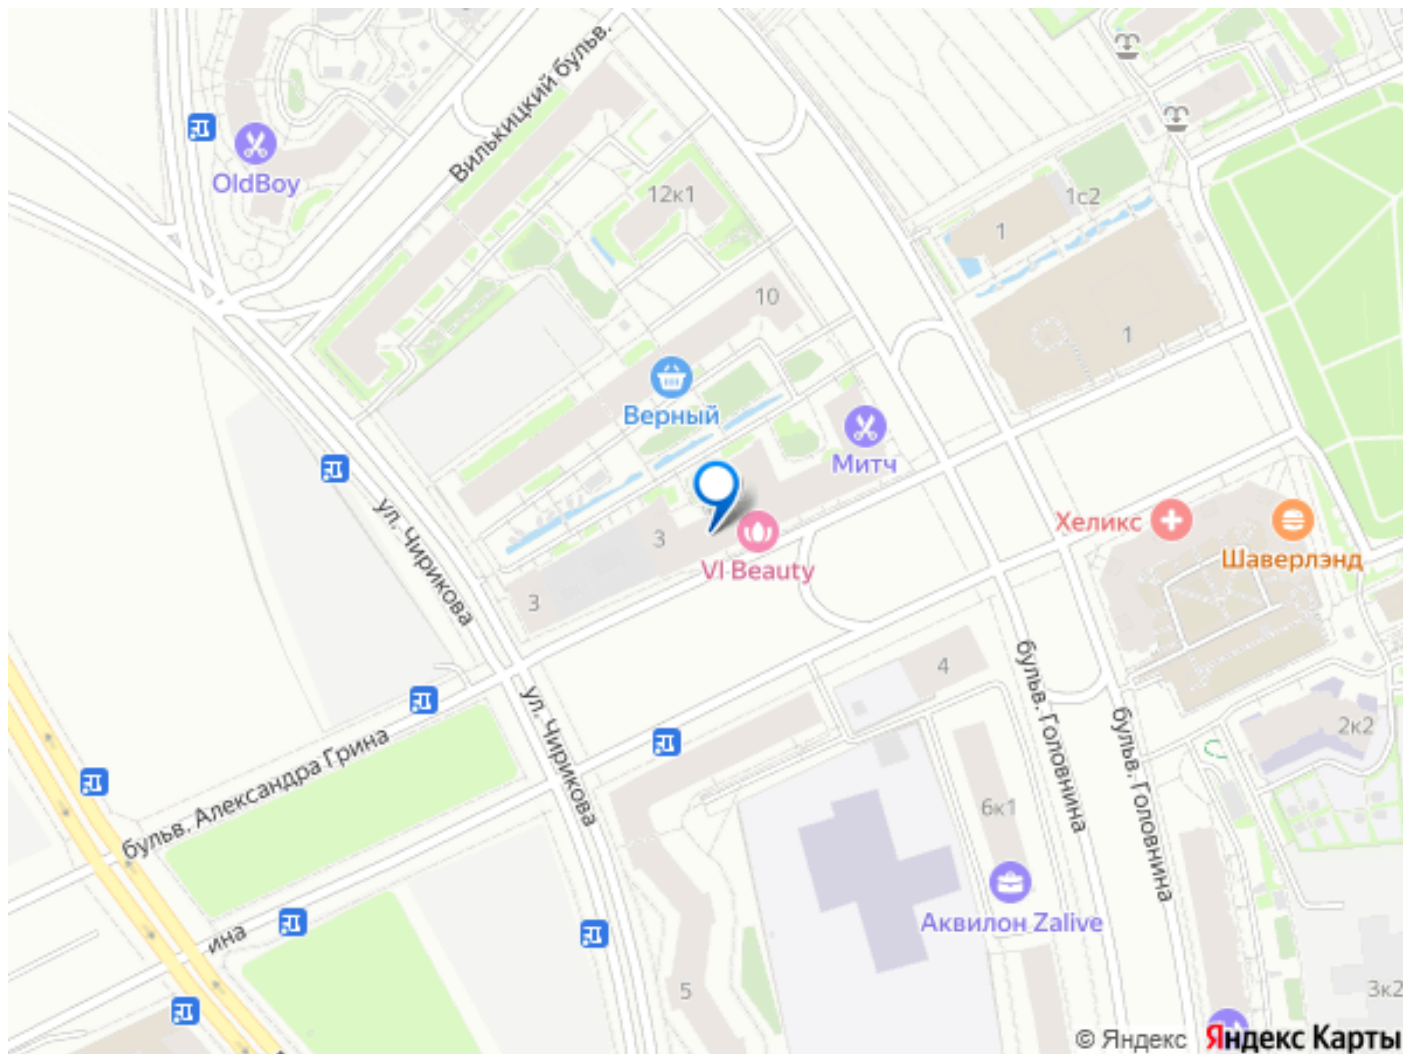 Вилькицкий бульв.
OldBoy
12к1
1с2
1
10
1
Верный
Митч
ул. Чирикова
3
VI Beauty
Хеликс
Шаверлэнд
3
ул. Чирикова
бульв. Головнина
4
бульв. Головнина
2к2
бульв. Александра Грина
6к1
Аквилон Zalive
ина
5
3к2
© Яндекс Яндекс Карты